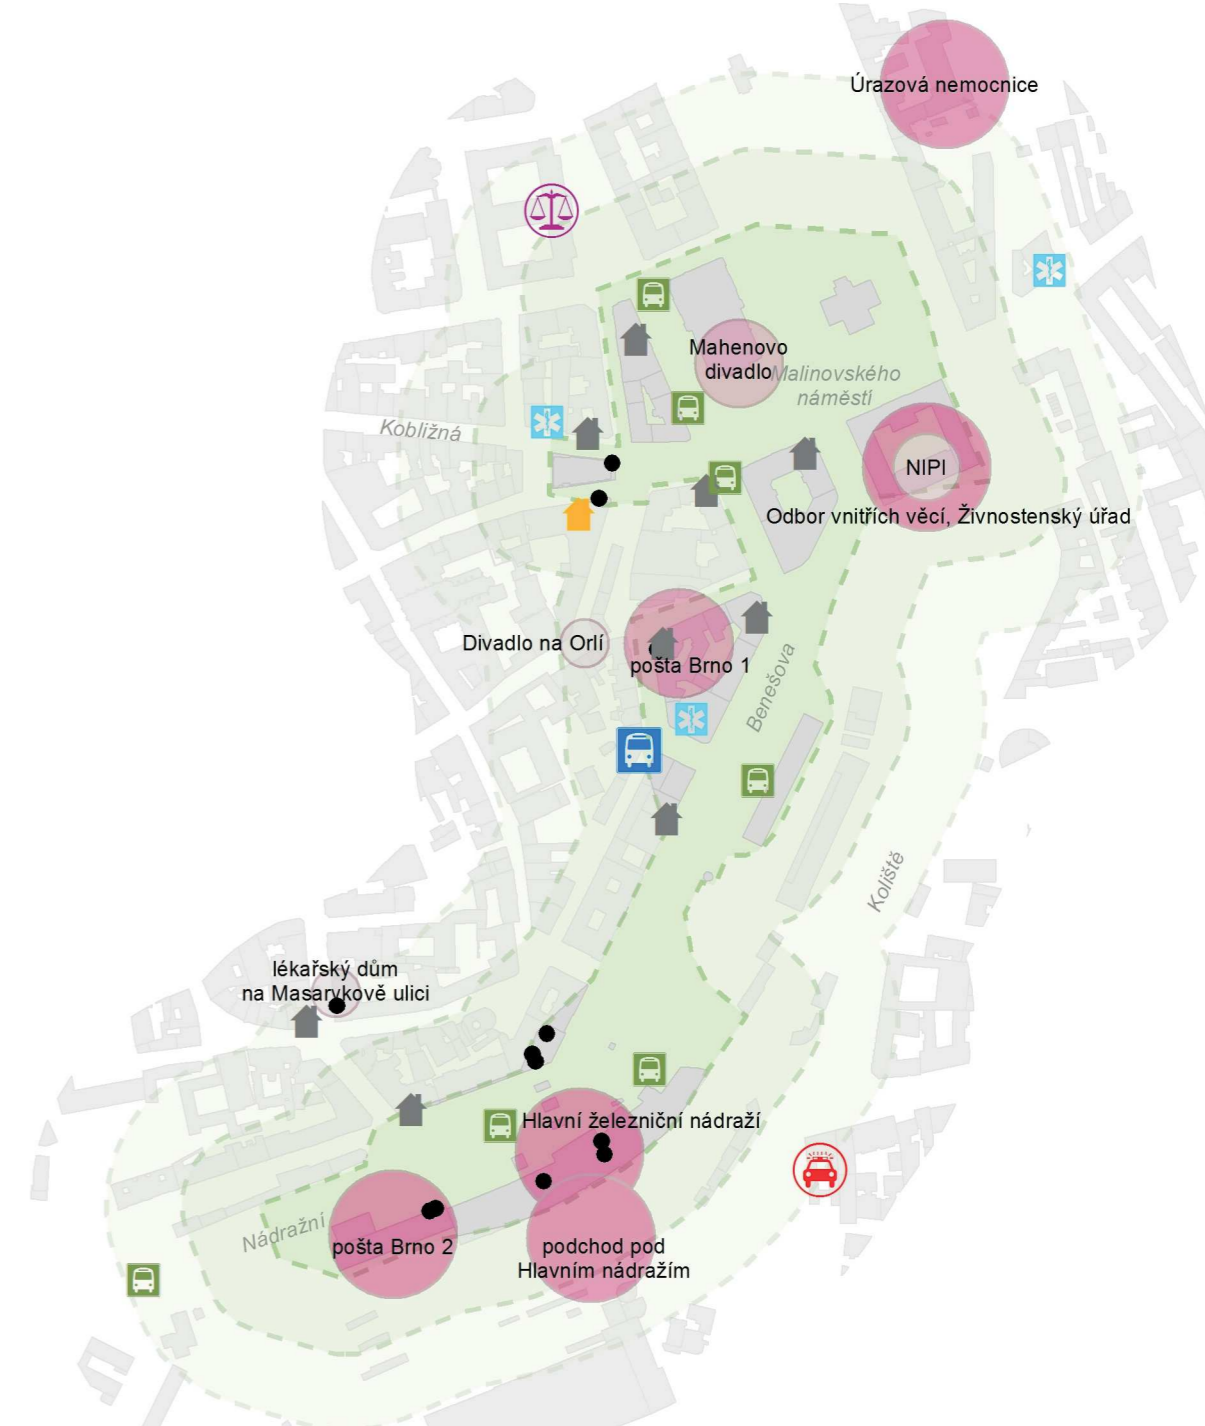 Úrazová nemocnice
Mahenovo
divadlo
Malinovského
náměstí
Kobližná
NIPI
Odbor vnitřích věcí, Živnostenský úřad
Divadlo na Orlí
pošta Brno 1
Benešova
Koliště
lékařský dům
na Masarykově ulici
Hlavní železniční nádraží
Nádražní
pošta Brno 2
podchod pod
Hlavním nádražím